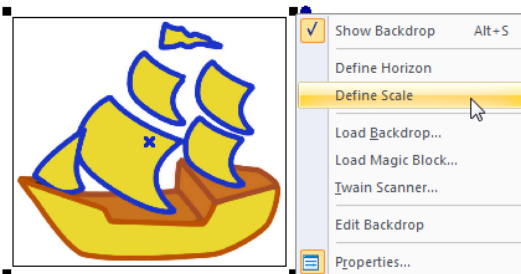 Show Backdrop Alt+S
Define Horizon
Define Scale
Load Backdrop...
Load Magic Block...
Twain Scanner...
Edit Backdrop
Properties...